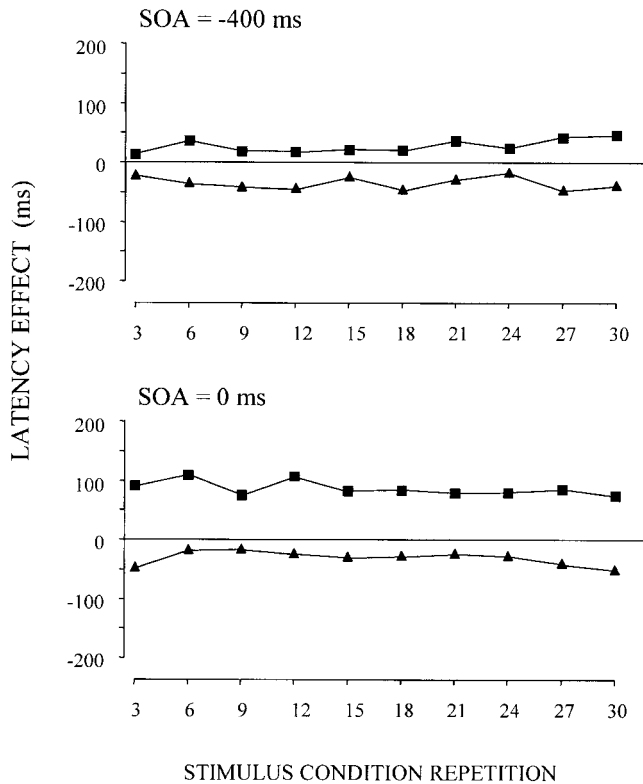 SOA = -400 ms
200
100
0
-100
-200
3 6 9 12 15 18 21 24 27 30
LATENCY EFFECT (ms)
SOA = 0 ms
200
100
0
-100
-200
3 6 9 12 15 18 21 24 27 30
STIMULUS CONDITION REPETITION